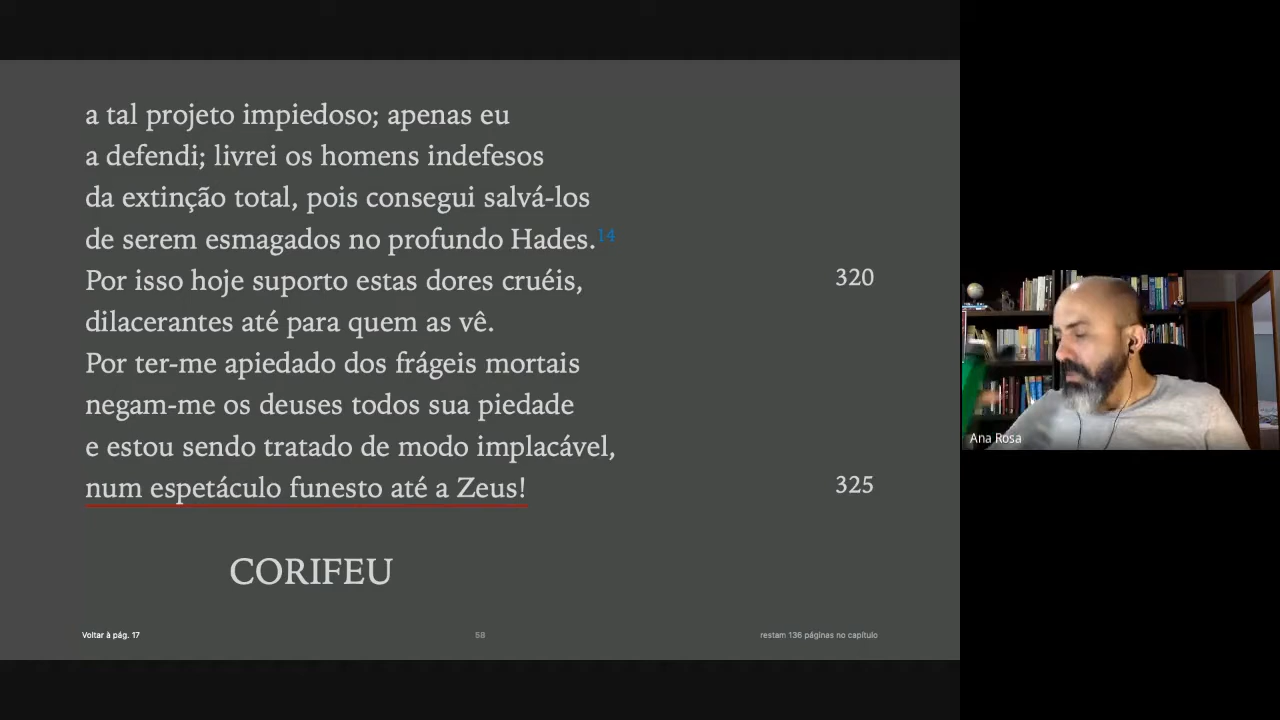 a tal projeto impiedoso; apenas eu
a defendi; livrei os homens indefesos
da extinção total, pois consegui salvá-los
de serem esmagados no profundo Hades.14
Por isso hoje suporto estas dores cruéis, 320
dilacerantes até para quem as vê.
Por ter-me apiedado dos frágeis mortais
negam-me os deuses todos sua piedade
e estou sendo tratado de modo implacável,
num espetáculo funesto até a Zeus! 325
CORIFEU
Voltar à pág. 17 58 restam 136 páginas no capítulo
Ana Rosa